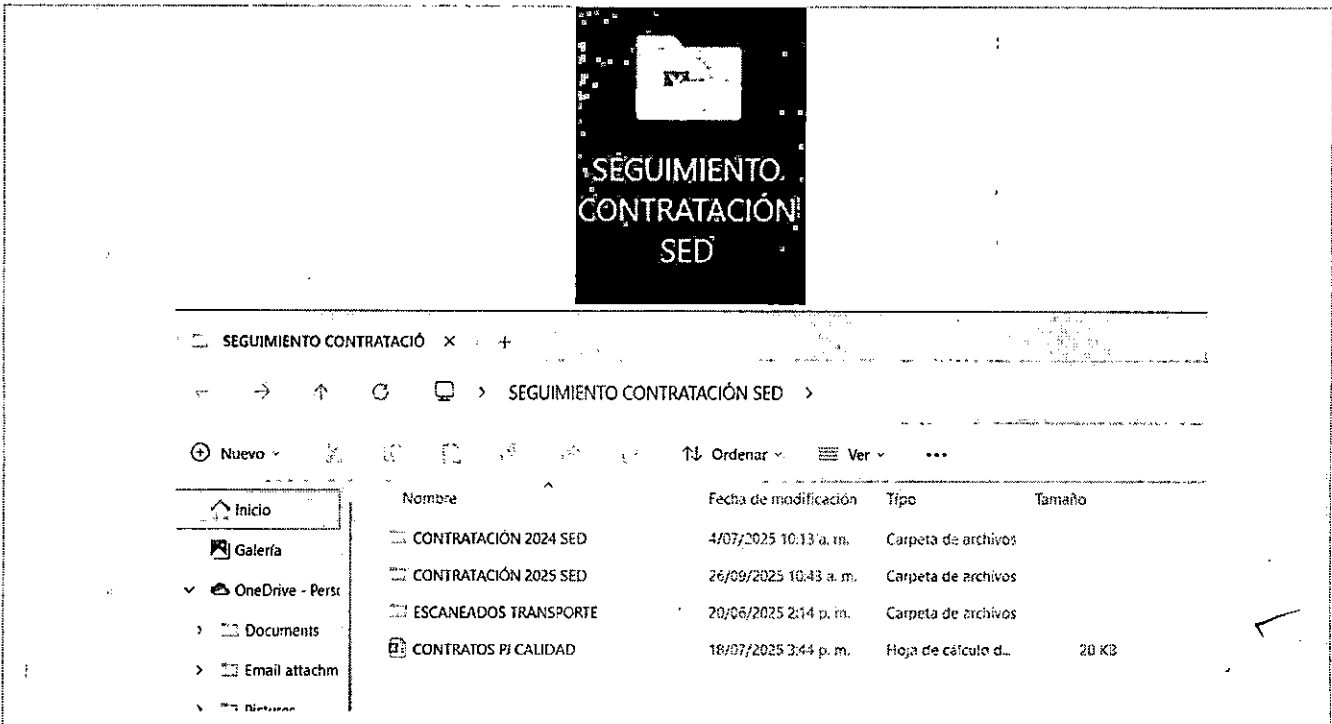 SEGUIMIENTO
CONTRATACIÓN
SED
SEGUIMIENTO CONTRATACIÓ
SEGUIMIENTO CONTRATACIÓN SED
Nuevo
Ordenar
Ver
Nombre Fecha de modificación Tipo Tamaño
Inicio
CONTRATACIÓN 2024 SED 4/07/2025 10:13 a. m. Carpeta de archivos
Galería
CONTRATACIÓN 2025 SED 26/09/2025 10:43 a. m. Carpeta de archivos
OneDrive - Perso
ESCANEADOS TRANSPORTE 20/06/2025 2:14 p. m. Carpeta de archivos
Documents
CONTRATOS PJ CALIDAD 18/07/2025 3:44 p. m. Hoja de cálculo d... 20 KB
Email attachm
Pictures